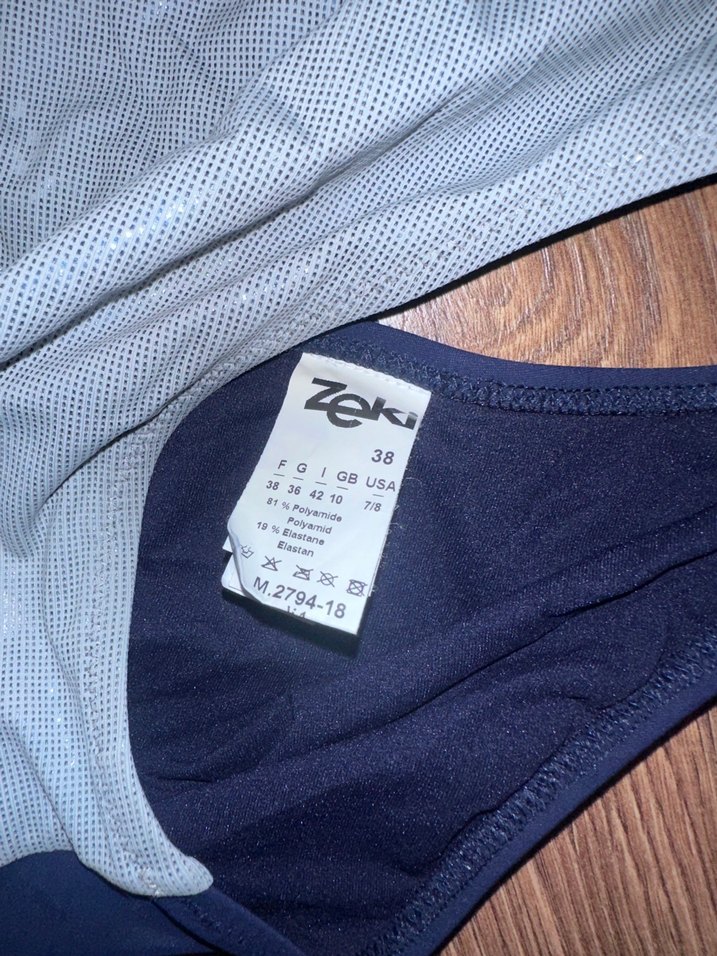 Zeki
38
F G I GB USA
38 36 42 10 7/8
81 % Polyamide
Polyamid
19 % Elastane
Elastan
M.2794-18